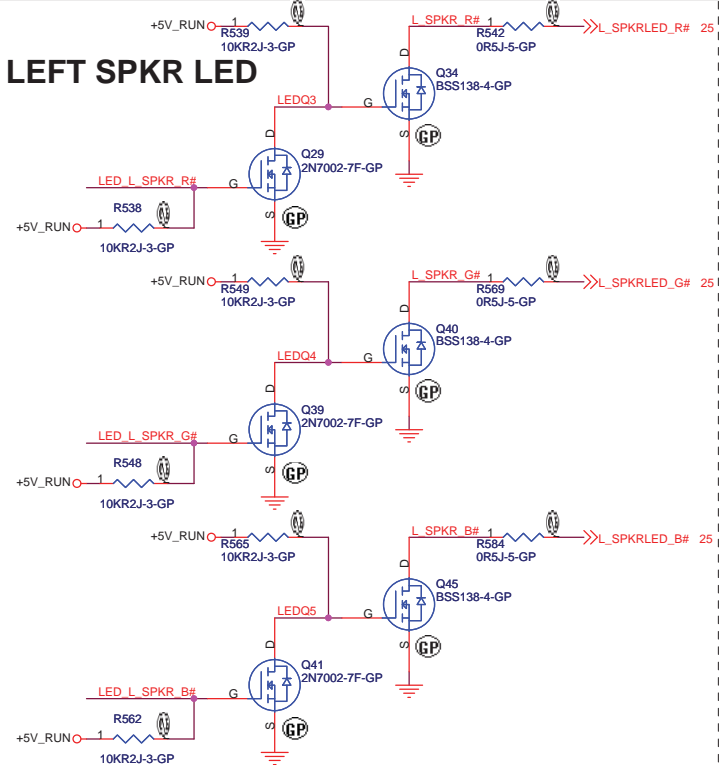 +5V_RUN 1 R539 10KR2J-3-GP
L_SPKR_R# 1 R542 0R5J-5-GP
L_SPKRLED_R# 25
LEFT SPKR LED
D
Q34
BSS138-4-GP
LEDQ3
G
S
GP
D
Q29
2N7002-7F-GP
LED_L_SPKR_R#
G
S
GP
R538
+5V_RUN 1
10KR2J-3-GP
+5V_RUN 1 R549 10KR2J-3-GP
L_SPKR_G# 1 R569 0R5J-5-GP
L_SPKRLED_G# 25
D
Q40
BSS138-4-GP
LEDQ4
G
S
GP
D
Q39
2N7002-7F-GP
LED_L_SPKR_G#
G
S
GP
R548
+5V_RUN 1
10KR2J-3-GP
+5V_RUN 1 R565 10KR2J-3-GP
L_SPKR_B# 1 R584 0R5J-5-GP
L_SPKRLED_B# 25
D
Q45
BSS138-4-GP
LEDQ5
G
S
GP
D
Q41
2N7002-7F-GP
LED_L_SPKR_B#
G
S
GP
R562
+5V_RUN 1
10KR2J-3-GP